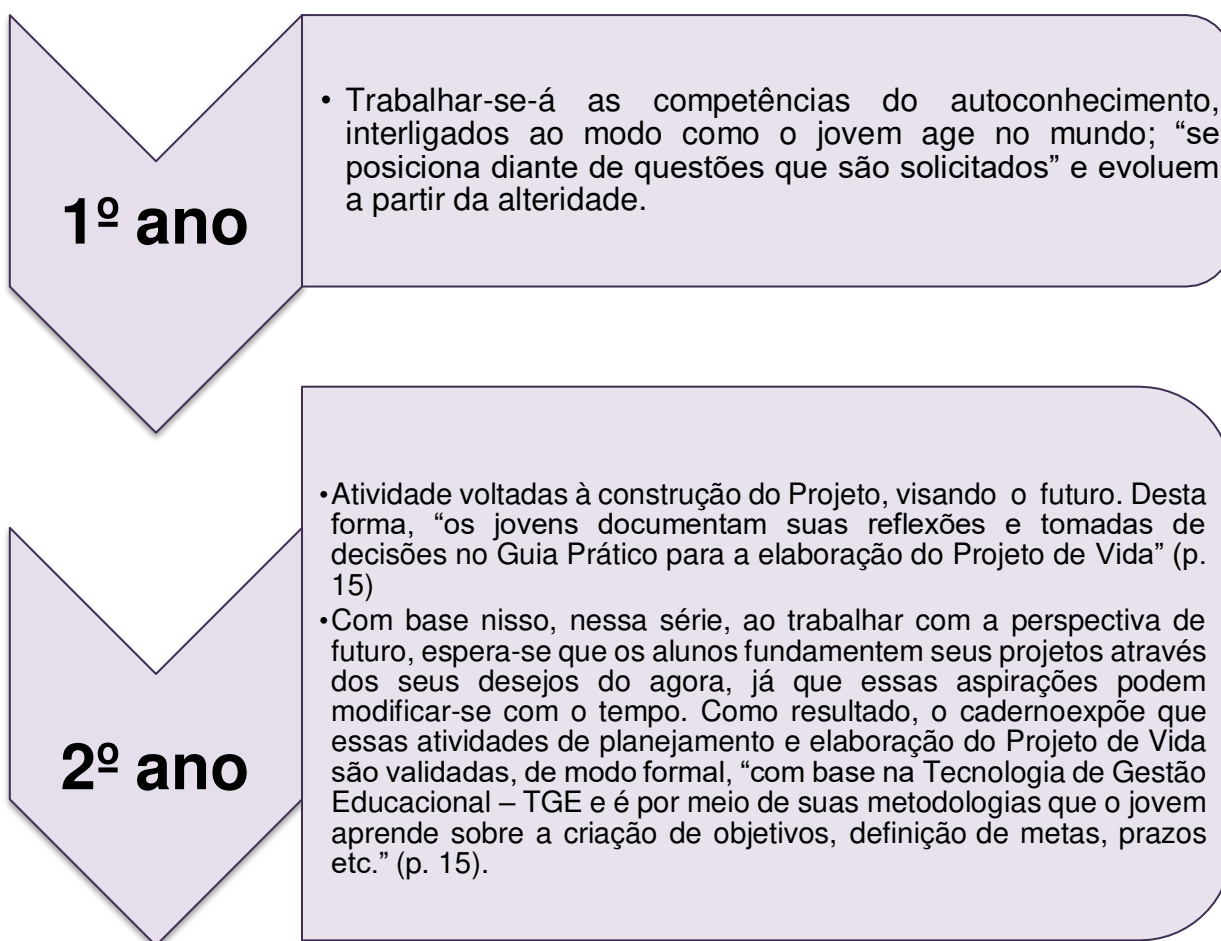 1º ano
• Trabalhar-se-á as competências do autoconhecimento,
interligados ao modo como o jovem age no mundo; “se
posiciona diante de questões que são solicitados” e evoluem
a partir da alteridade.
2º ano
•Atividade voltadas à construção do Projeto, visando o futuro. Desta
forma, “os jovens documentam suas reflexões e tomadas de
decisões no Guia Prático para a elaboração do Projeto de Vida” (p.
15)
•Com base nisso, nessa série, ao trabalhar com a perspectiva de
futuro, espera-se que os alunos fundamentem seus projetos através
dos seus desejos do agora, já que essas aspirações podem
modificar-se com o tempo. Como resultado, o cadernoexpõe que
essas atividades de planejamento e elaboração do Projeto de Vida
são validadas, de modo formal, “com base na Tecnologia de Gestão
Educacional – TGE e é por meio de suas metodologias que o jovem
aprende sobre a criação de objetivos, definição de metas, prazos
etc.” (p. 15).